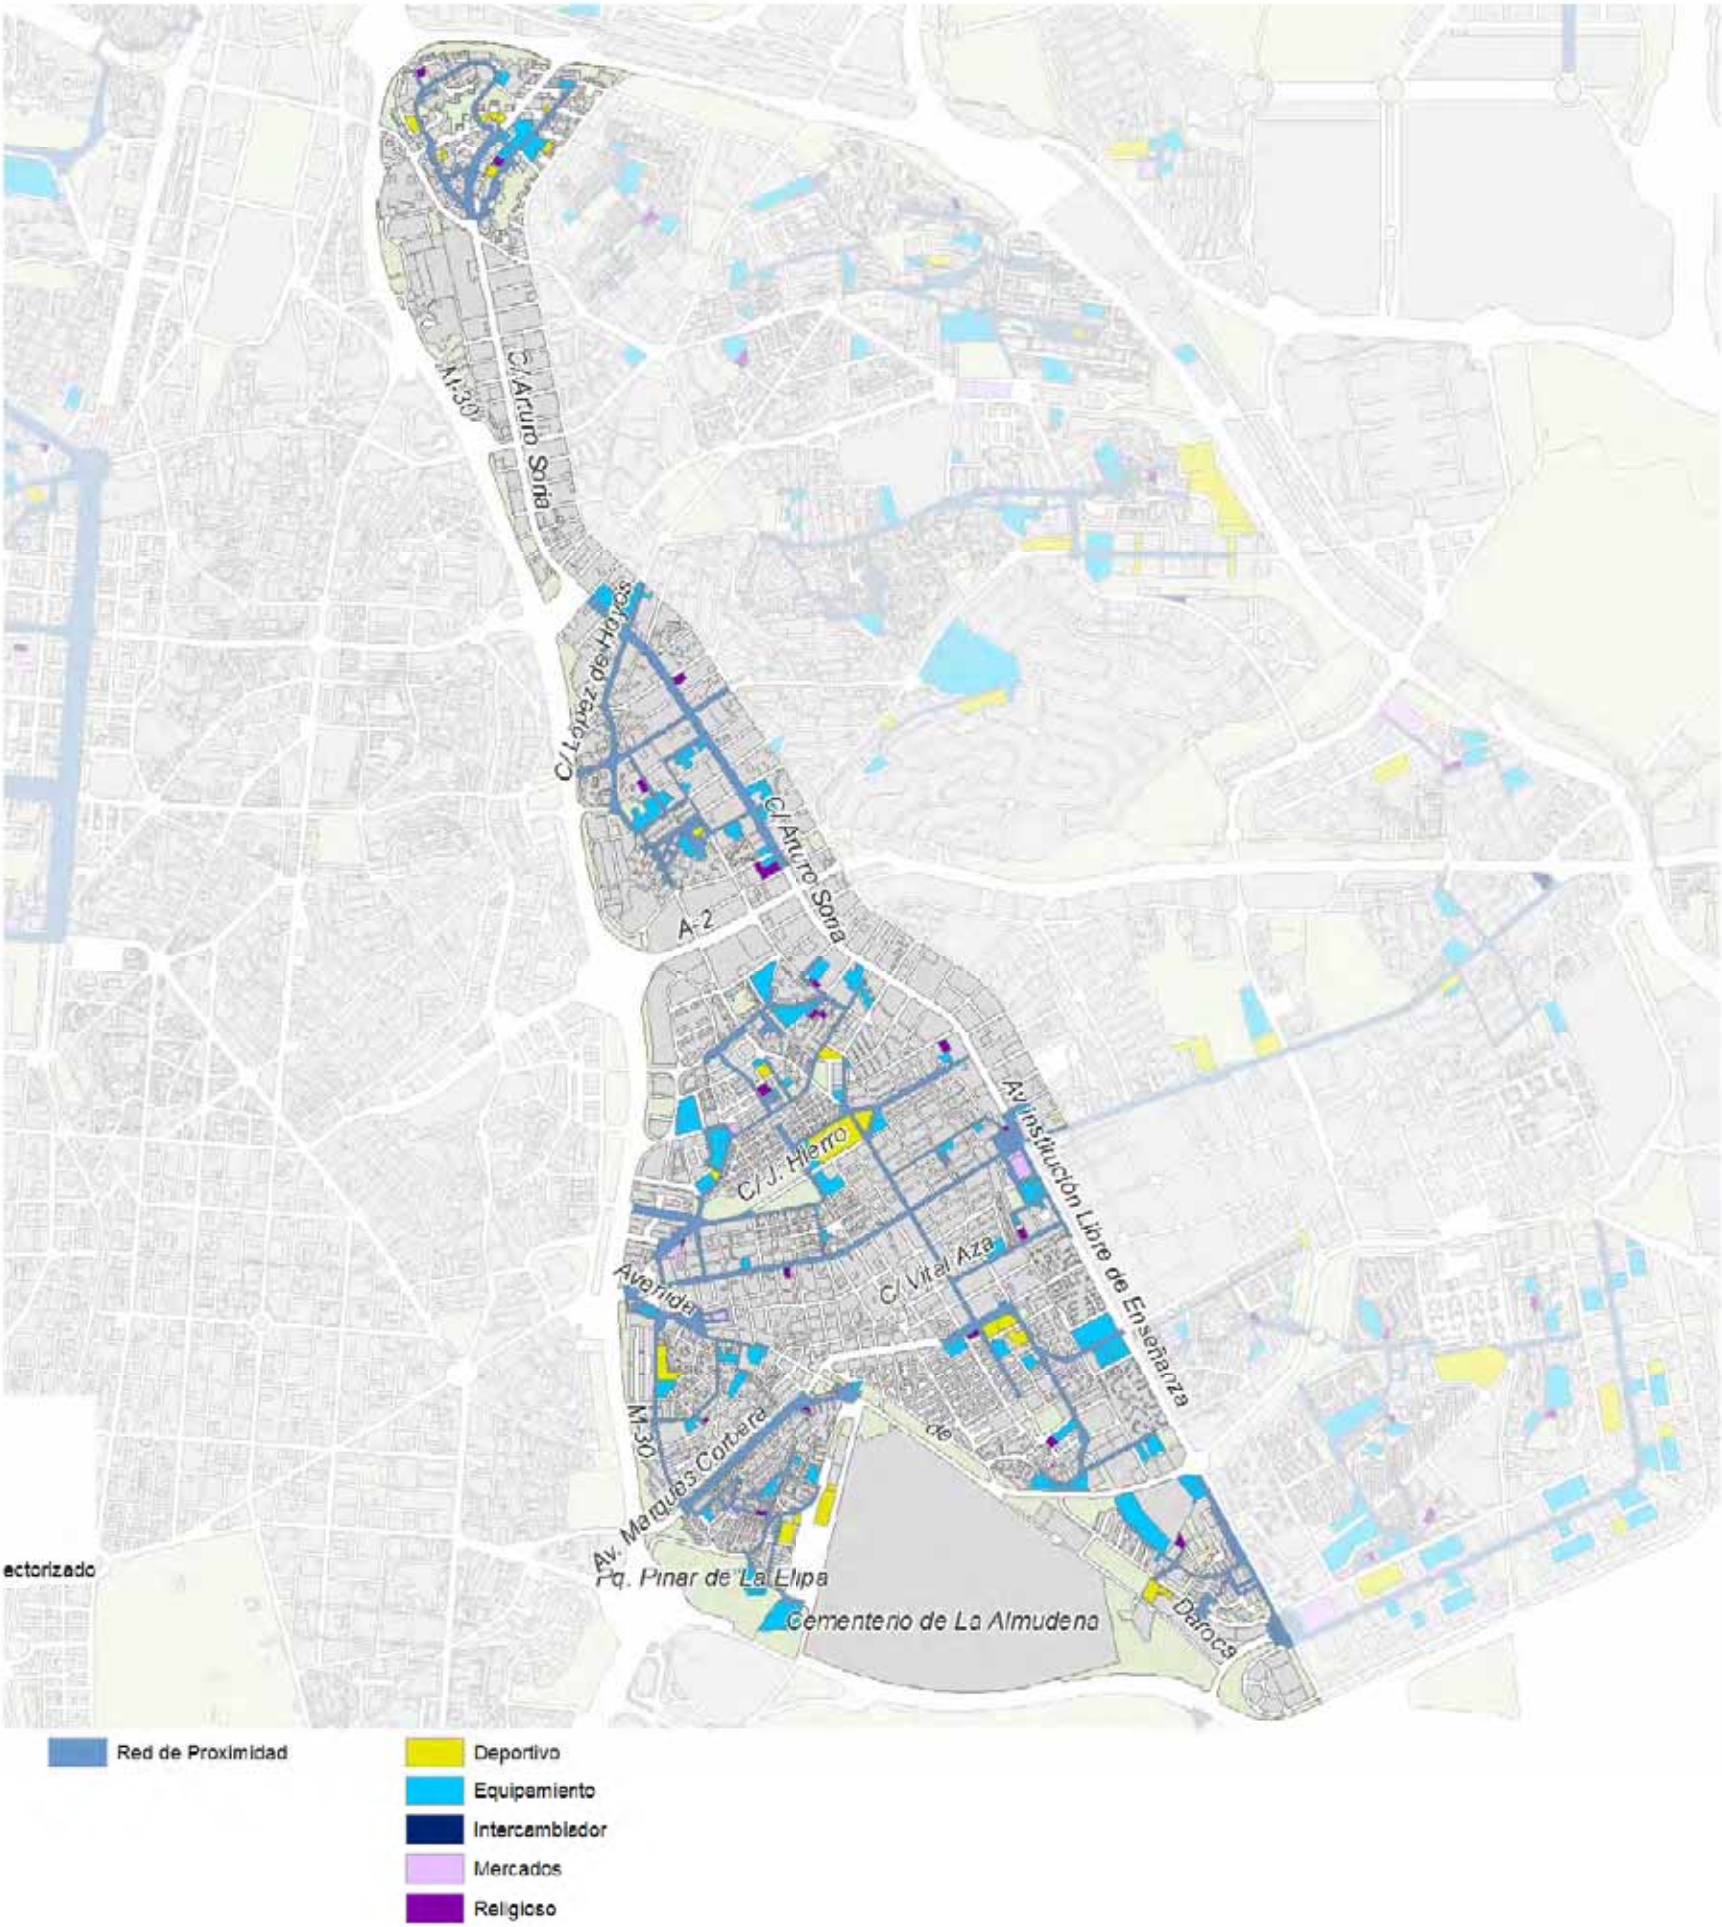 M-30
C/ Arturo Soria
C/ López de Hoyos
C/ Arturo Soria
A-2
Av Institución Libre de Enseñanza
C/ J. Hierro
C/ Vital Aza
Avenida
de
M-30
Av. Marques Corbera
ectorizado
Pq. Pinar de La Elipa
Cementerio de La Almudena
Daroca
Red de Proximidad
Deportivo
Equipamiento
Intercambiador
Mercados
Religioso